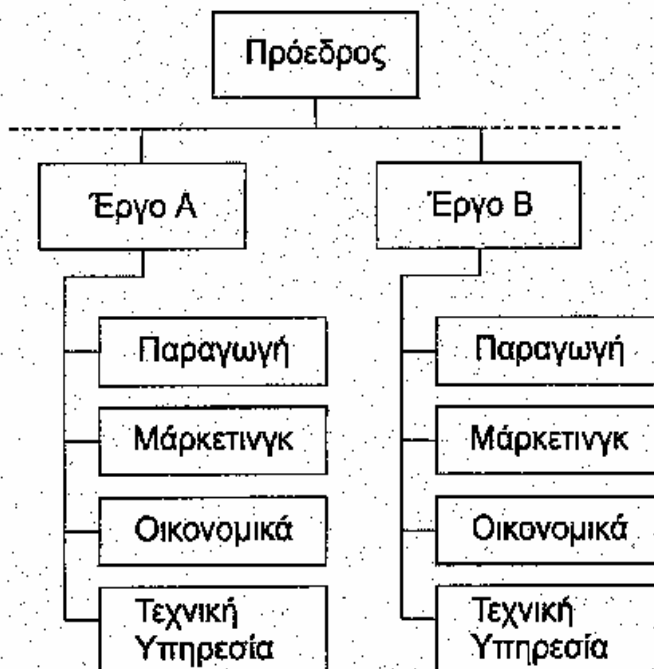 Πρόεδρος
Έργο Α
Έργο Β
Παραγωγή
Μάρκετινγκ
Οικονομικά
Τεχνική
Υπηρεσία
Παραγωγή
Μάρκετινγκ
Οικονομικά
Τεχνική
Υπηρεσία